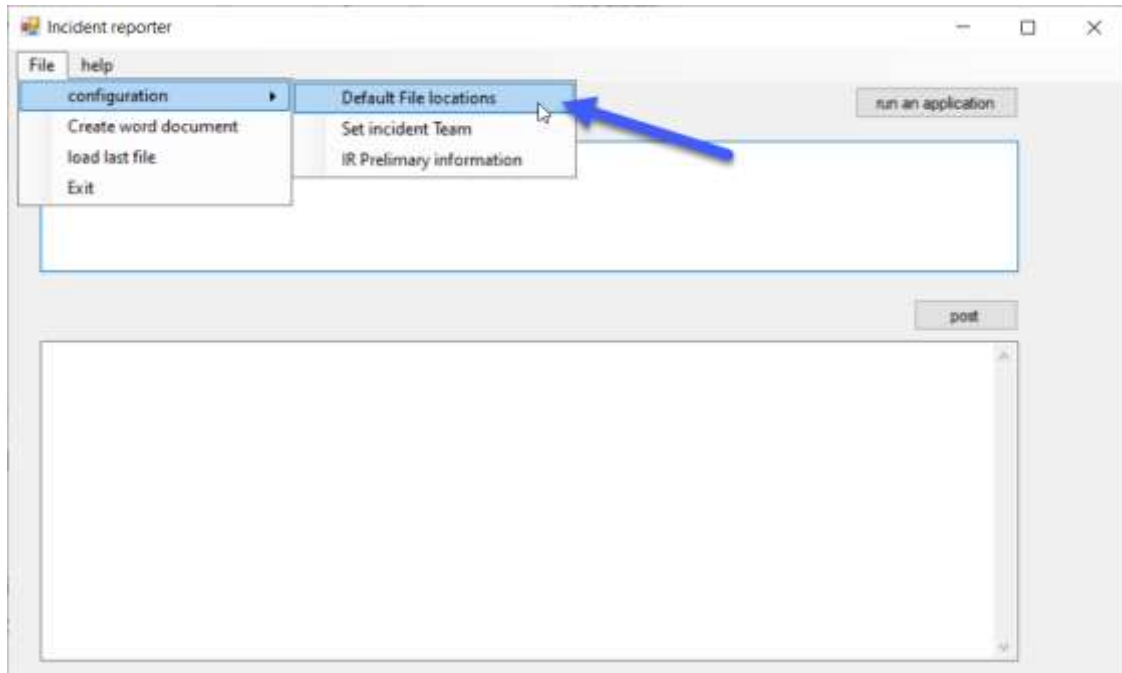 Incident reporter
File help
configuration
Default File locations
run an application
Create word document
Set incident Team
load last file
IR Prelimary information
Exit
post